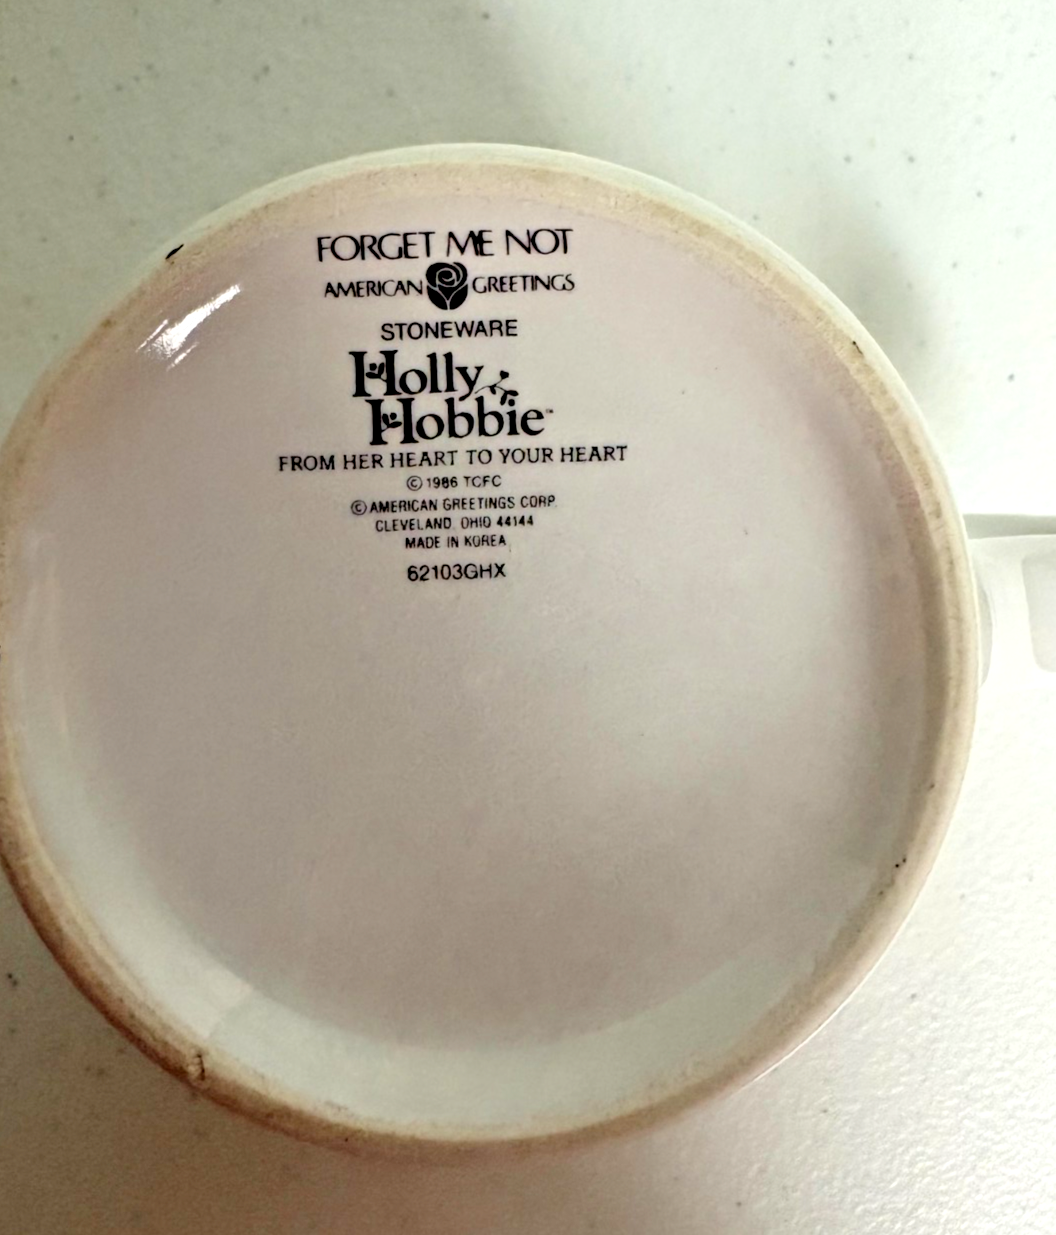 FORGET ME NOT
AMERICAN GREETINGS
STONEWARE
Holly
Hobbie™
FROM HER HEART TO YOUR HEART
© 1986 TCFC
© AMERICAN GREETINGS CORP.
CLEVELAND, OHIO 44144
MADE IN KOREA
62103GHX